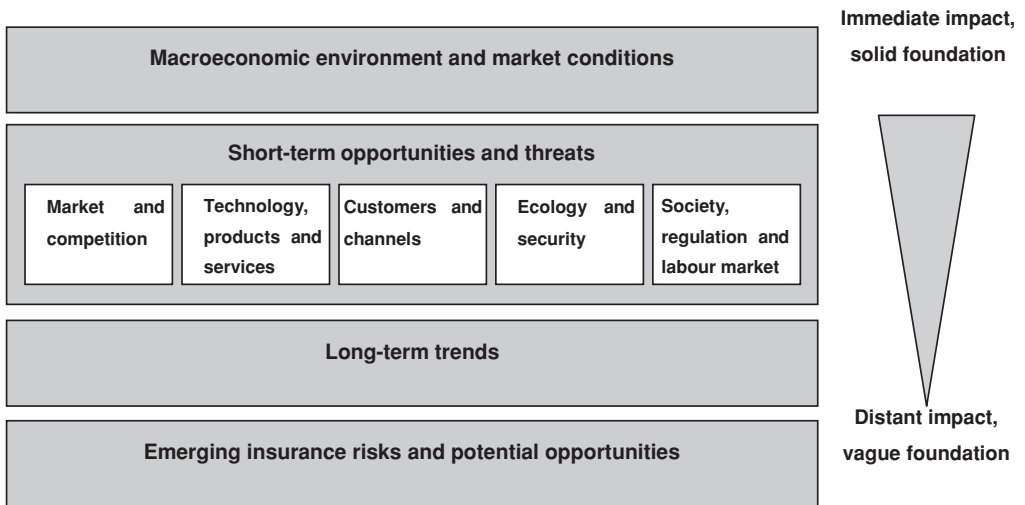 Immediate impact,
solid foundation
Macroeconomic environment and market conditions
Short-term opportunities and threats
Market and
competition
Technology,
products and
services
Customers and
channels
Ecology and
security
Society,
regulation and
labour market
Long-term trends
Emerging insurance risks and potential opportunities
Distant impact,
vague foundation